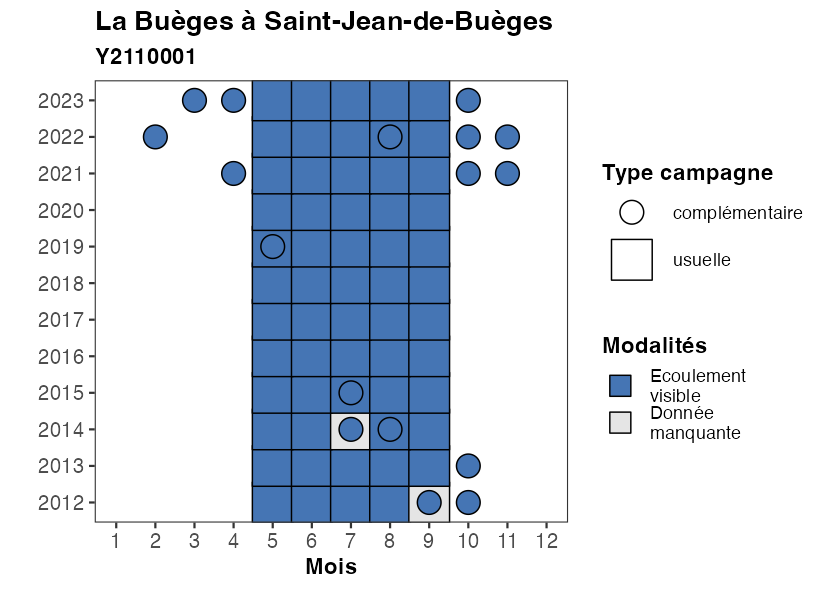 La Buèges à Saint-Jean-de-Buèges
Y2110001
2023
2022
2021
2020
2019
2018
2017
2016
2015
2014
2013
2012
1 2 3 4 5 6 7 8 9 10 11 12
Mois
Type campagne
complémentaire
usuelle
Modalités
Ecoulement
visible
Donnée
manquante